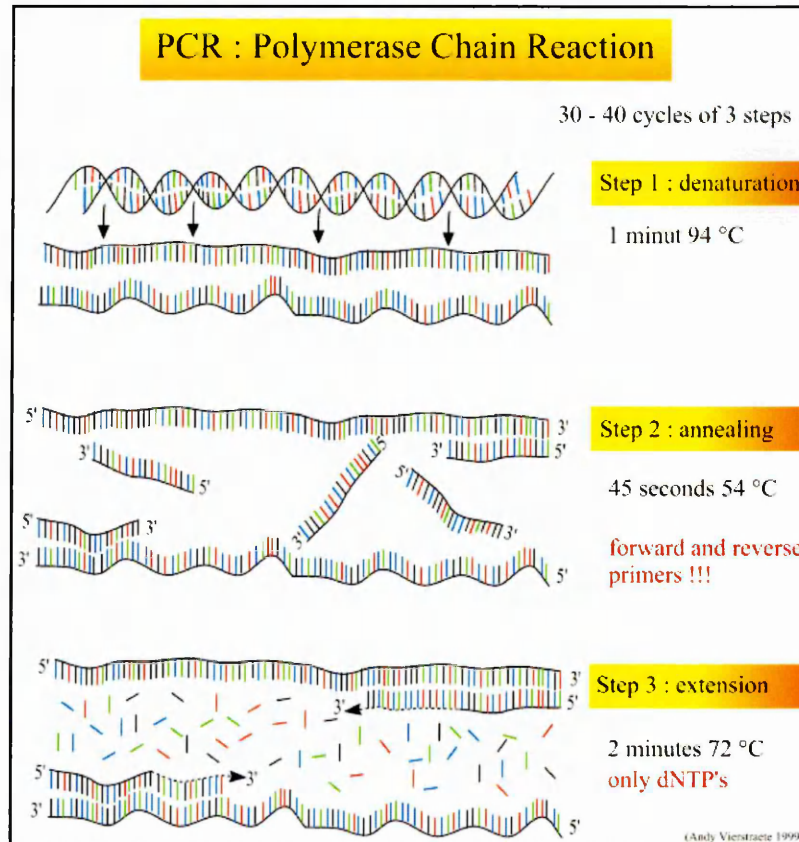 PCR : Polymerase Chain Reaction
30 - 40 cycles of 3 steps
Step 1 : denaturation
1 minut 94 °C
5'
3'
Step 2 : annealing
3'
5'
5
3'
5'
5'
3'
45 seconds 54 °C
5'
3'
3'
3'
5'
forward and reverse
primers !!!
5'
3'
Step 3 : extension
3'
5'
2 minutes 72 °C
only dNTP's
5'
3'
3'
5'
(Andy Vierstraete 1999